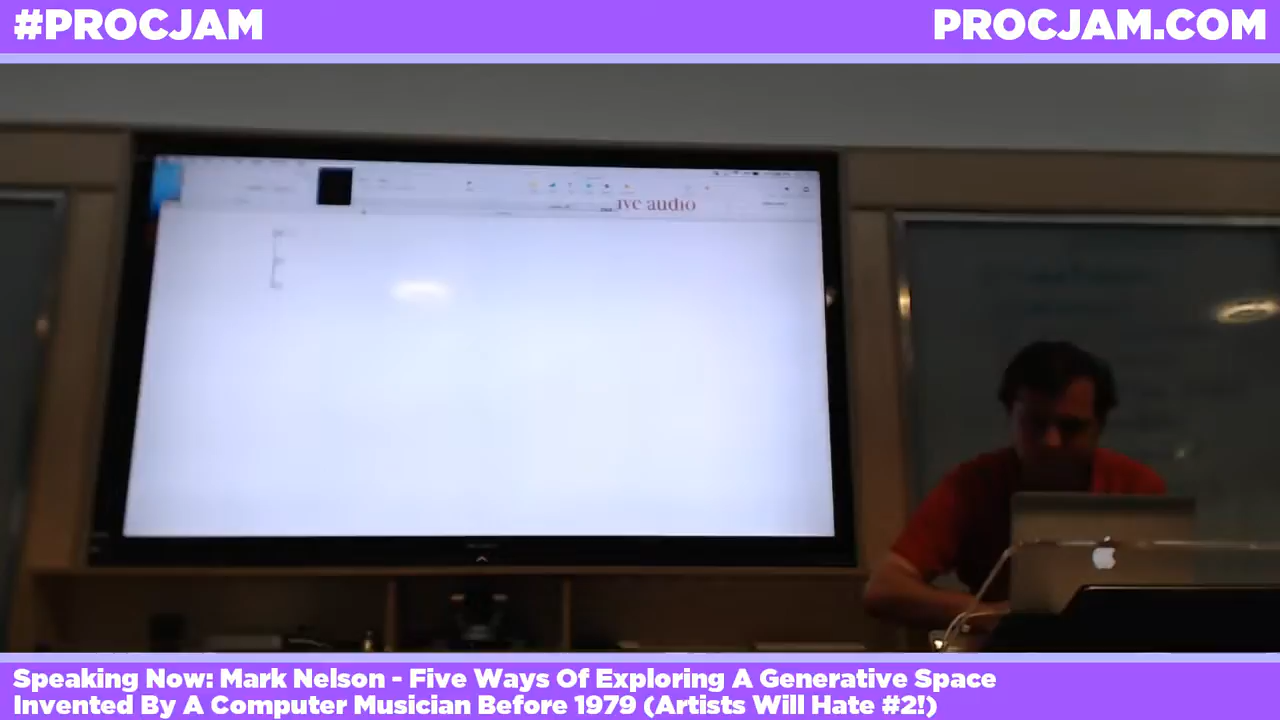 #PROCJAM
PROCJAM.COM
audio
Speaking Now: Mark Nelson - Five Ways Of Exploring A Generative Space
Invented By A Computer Musician Before 1979 (Artists Will Hate #2!)